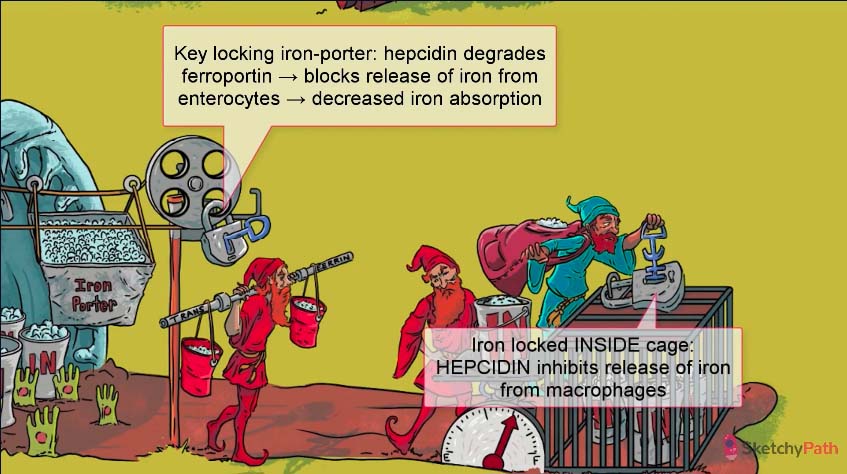 Key locking iron-porter: hepcidin degrades
ferroportin → blocks release of iron from
enterocytes → decreased iron absorption
Iron
Porter
TRANS
FERRIN
IN
Iron locked INSIDE cage:
HEPCIDIN inhibits release of iron
from macrophages
E
F
SketchyPath